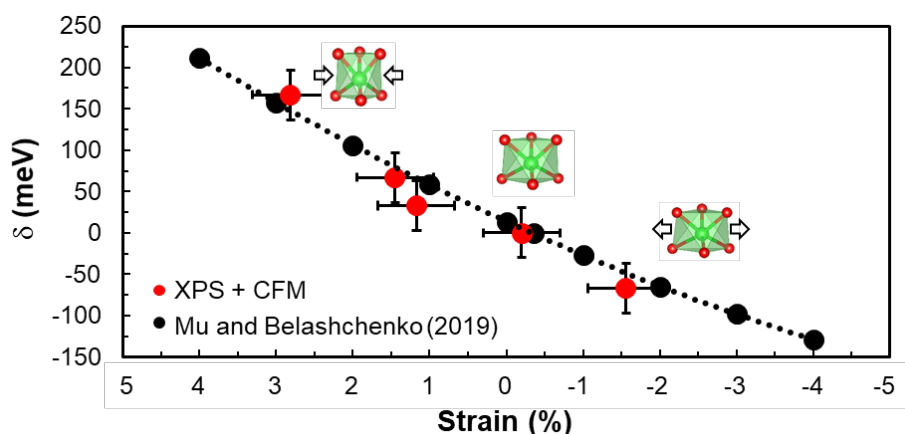 250
200
150
100
50
0
-50
-100
-150
δ (meV)
XPS + CFM
Mu and Belashchenko (2019)
5 4 3 2 1 0 -1 -2 -3 -4 -5
Strain (%)